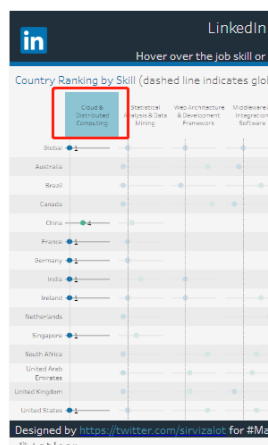 in
LinkedIn
Hover over the job skill or
Country Ranking by Skill (dashed line indicates glo
Cloud & Distributed Computing
Statistical Analysis & Data Mining
Web Architecture & Development Framework
Middleware Integration Software
Global 1
Australia
Brazil
Canada
China 4
France 1
Germany 1
India 1
Ireland 1
Netherlands
Singapore 1
South Africa
United Arab Emirates
United Kingdom
United States 1
Designed by https://twitter.com/sirvizalot for #Ma